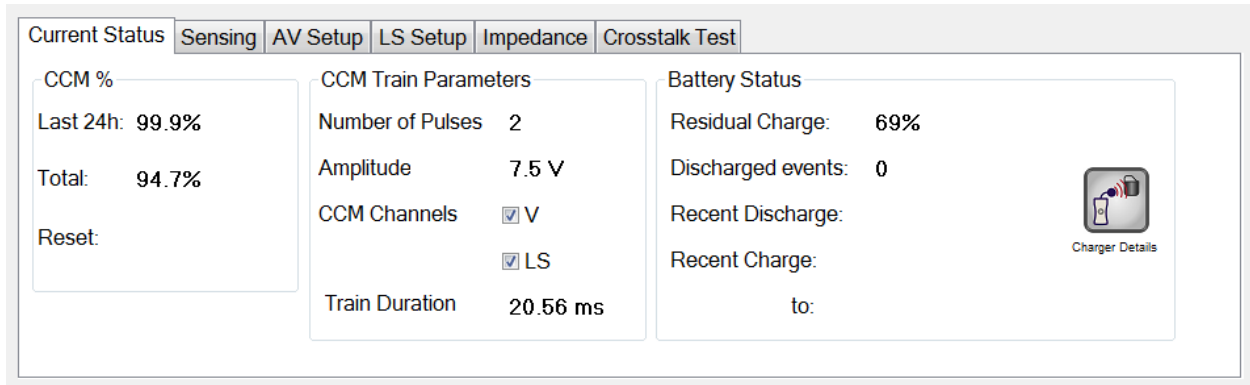 Current Status Sensing AV Setup LS Setup Impedance Crosstalk Test
CCM %
Last 24h: 99.9%
Total: 94.7%
Reset:
CCM Train Parameters
Number of Pulses 2
Amplitude 7.5 V
CCM Channels V
LS
Train Duration 20.56 ms
Battery Status
Residual Charge: 69%
Discharged events: 0
Recent Discharge:
Recent Charge:
to:
Charger Details